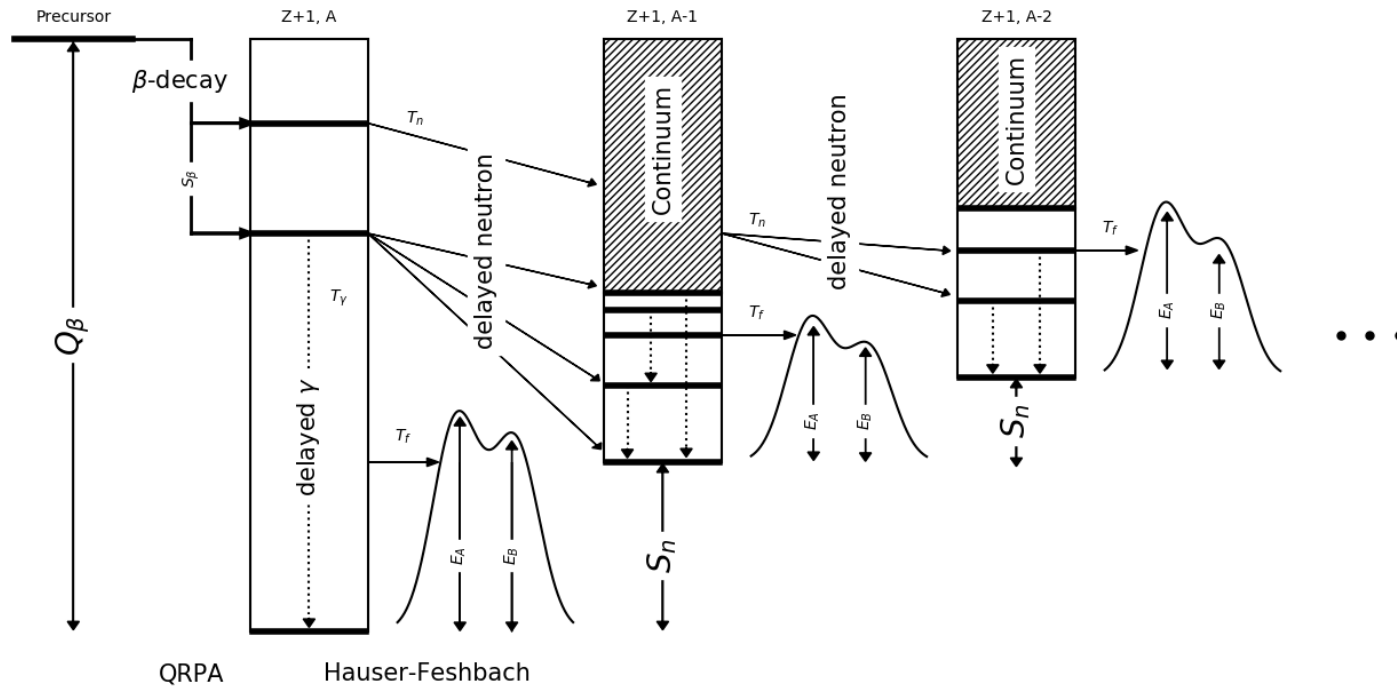 Precursor
Z+1, A
Z+1, A-1
Z+1, A-2
β-decay
S_β
Q_β
T_n
T_γ
delayed γ
delayed neutron
T_f
E_A
E_B
Continuum
S_n
T_n
delayed neutron
T_f
E_A
E_B
Continuum
S_n
T_f
E_A
E_B
• • •
QRPA
Hauser-Feshbach